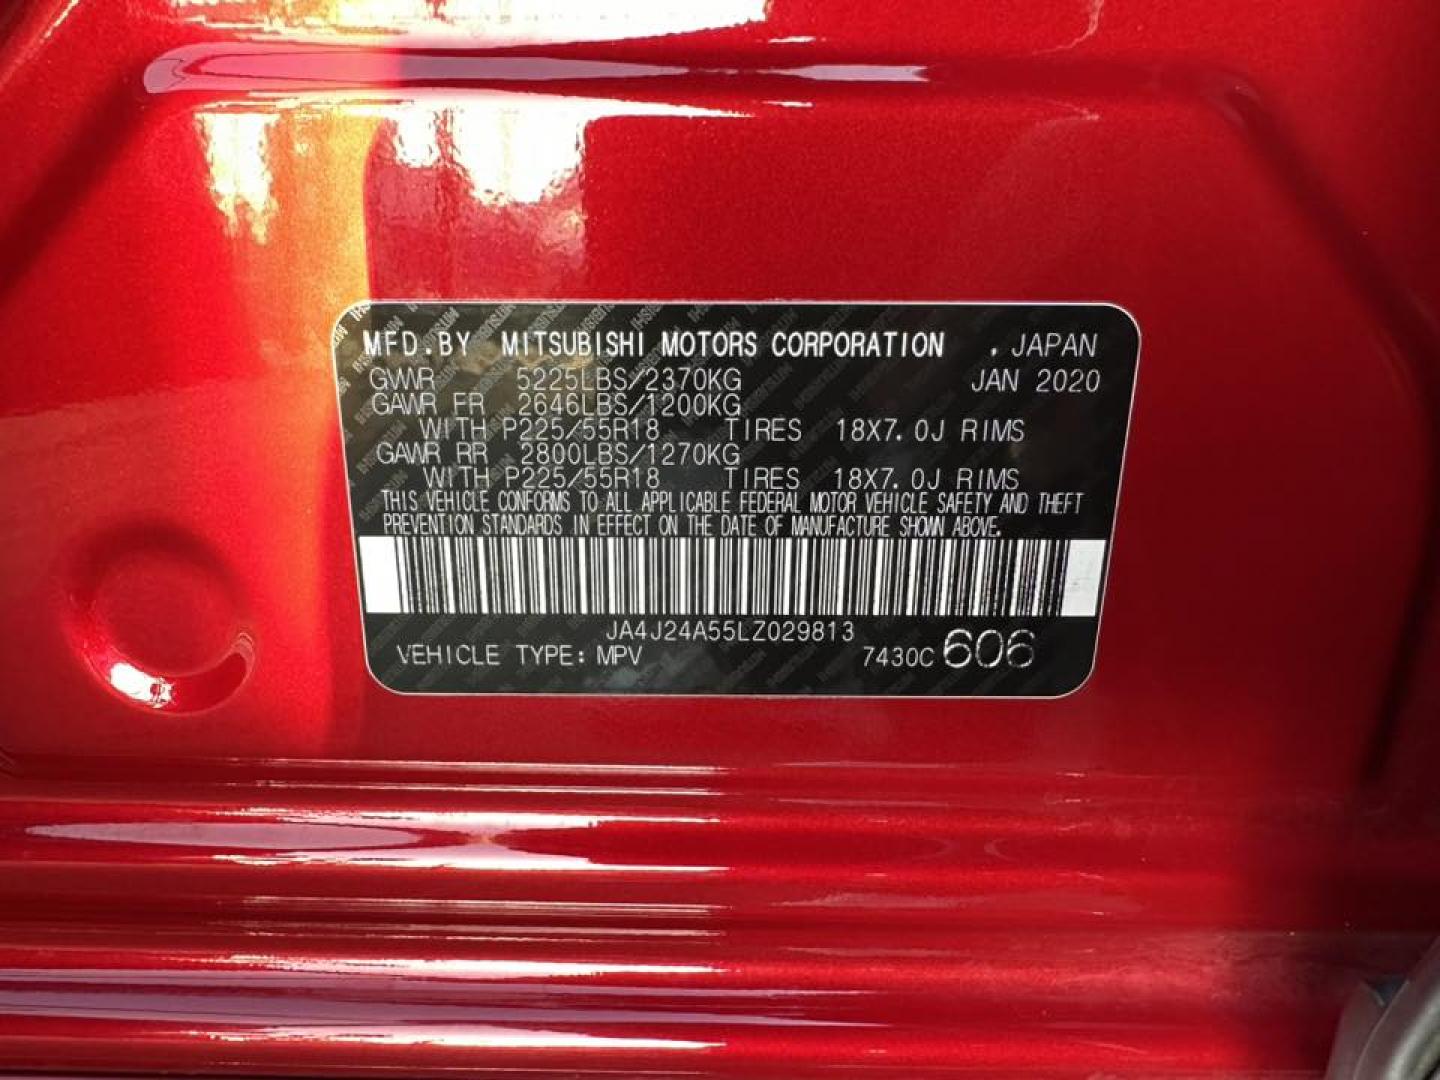 MFD.BY MITSUBISHI MOTORS CORPORATION . JAPAN
GVWR 5225LBS/2370KG JAN 2020
GAWR FR 2646LBS/1200KG
WITH P225/55R18 TIRES 18X7.0J RIMS
GAWR RR 2800LBS/1270KG
WITH P225/55R18 TIRES 18X7.0J RIMS
THIS VEHICLE CONFORMS TO ALL APPLICABLE FEDERAL MOTOR VEHICLE SAFETY AND THEFT
PREVENTION STANDARDS IN EFFECT ON THE DATE OF MANUFACTURE SHOWN ABOVE.
JA4J24A55LZ029813
VEHICLE TYPE: MPV 7430C 606